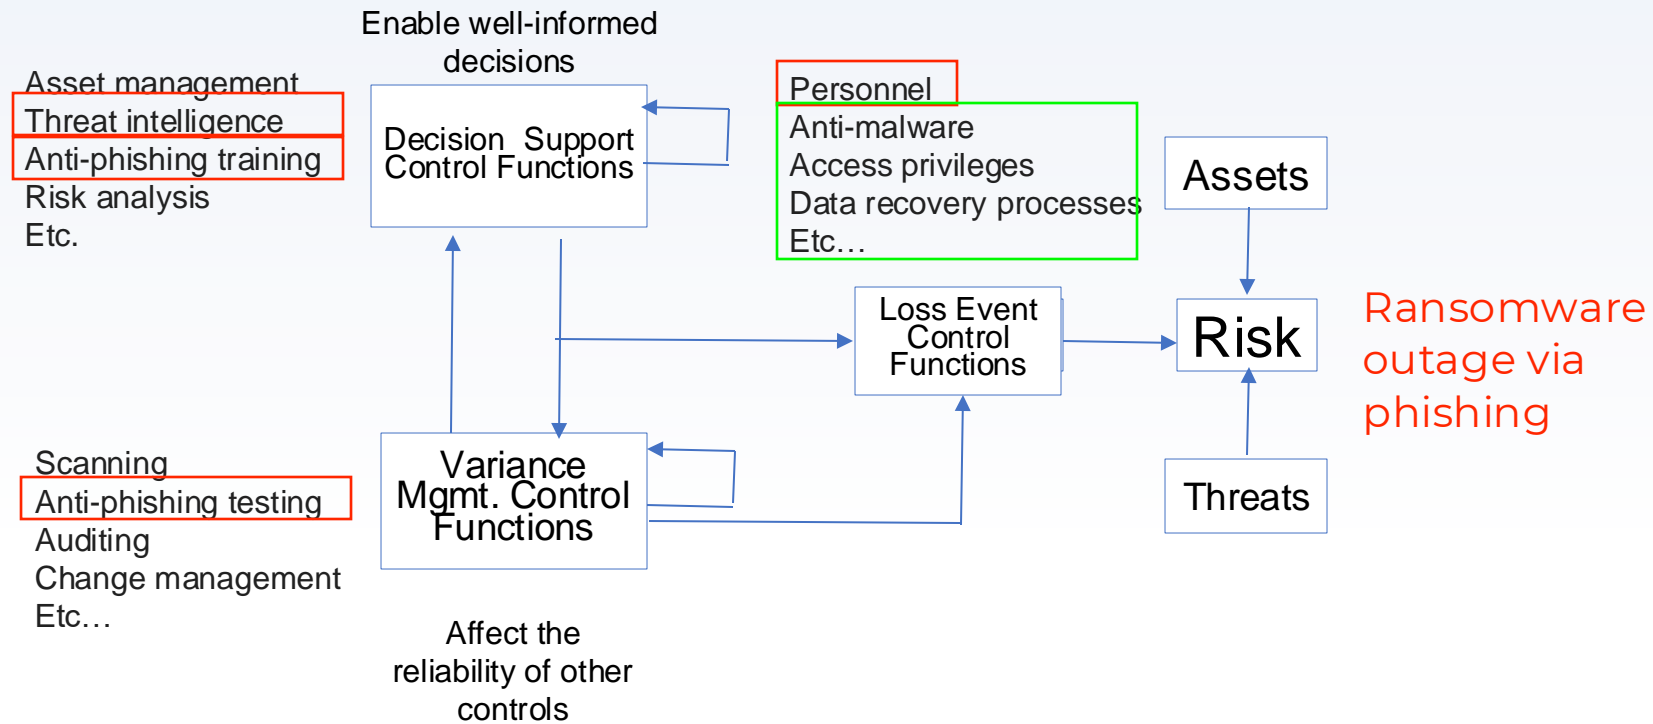 Enable well-informed
decisions
Asset management
Threat intelligence
Anti-phishing training
Risk analysis
Etc.
Decision Support
Control Functions
Personnel
Anti-malware
Access privileges
Data recovery processes
Etc…
Assets
Loss Event
Control
Functions
Risk
Ransomware
outage via
phishing
Threats
Scanning
Anti-phishing testing
Auditing
Change management
Etc…
Variance
Mgmt. Control
Functions
Affect the
reliability of other
controls